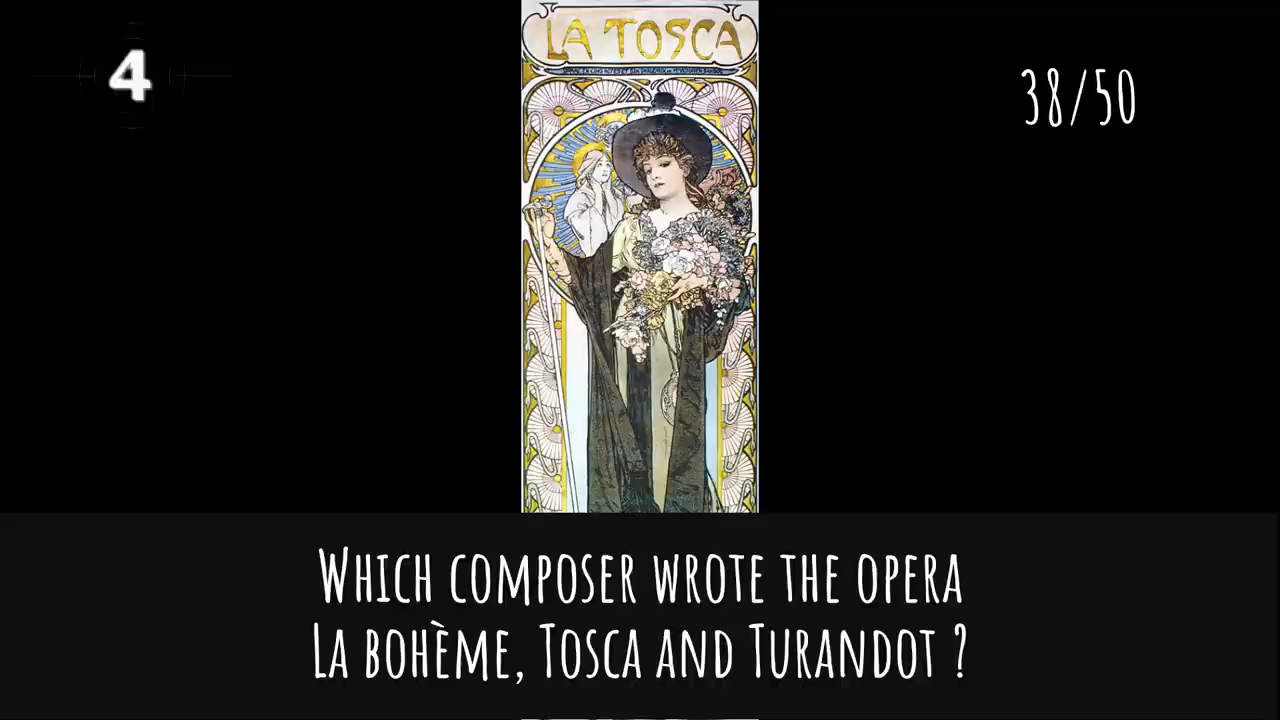 4
38/50
LA TOSCA
WHICH COMPOSER WROTE THE OPERA
LA BOHÈME, TOSCA AND TURANDOT ?